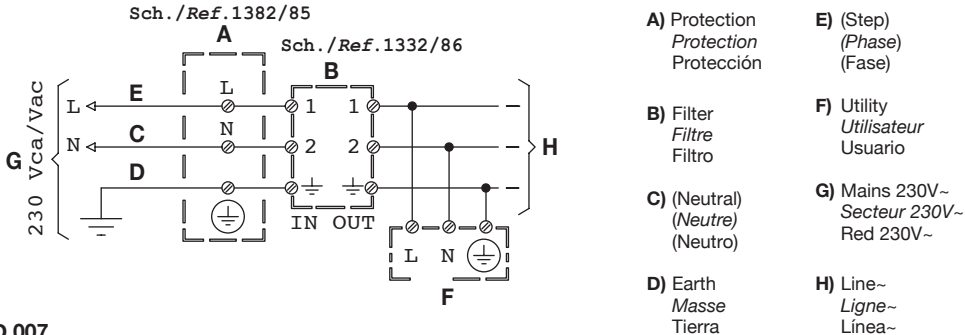 Sch./Ref.1382/85
A
Sch./Ref.1332/86
B
L
E
L
1 1
N
C
N
2 2
G
230 Vca/Vac
H
D
IN OUT
L N
F
A) Protection
Protection
Protección
B) Filter
Filtre
Filtro
C) (Neutral)
(Neutre)
(Neutro)
D) Earth
Masse
Tierra
E) (Step)
(Phase)
(Fase)
F) Utility
Utilisateur
Usuario
G) Mains 230V~
Secteur 230V~
Red 230V~
H) Line~
Ligne~
Línea~
007